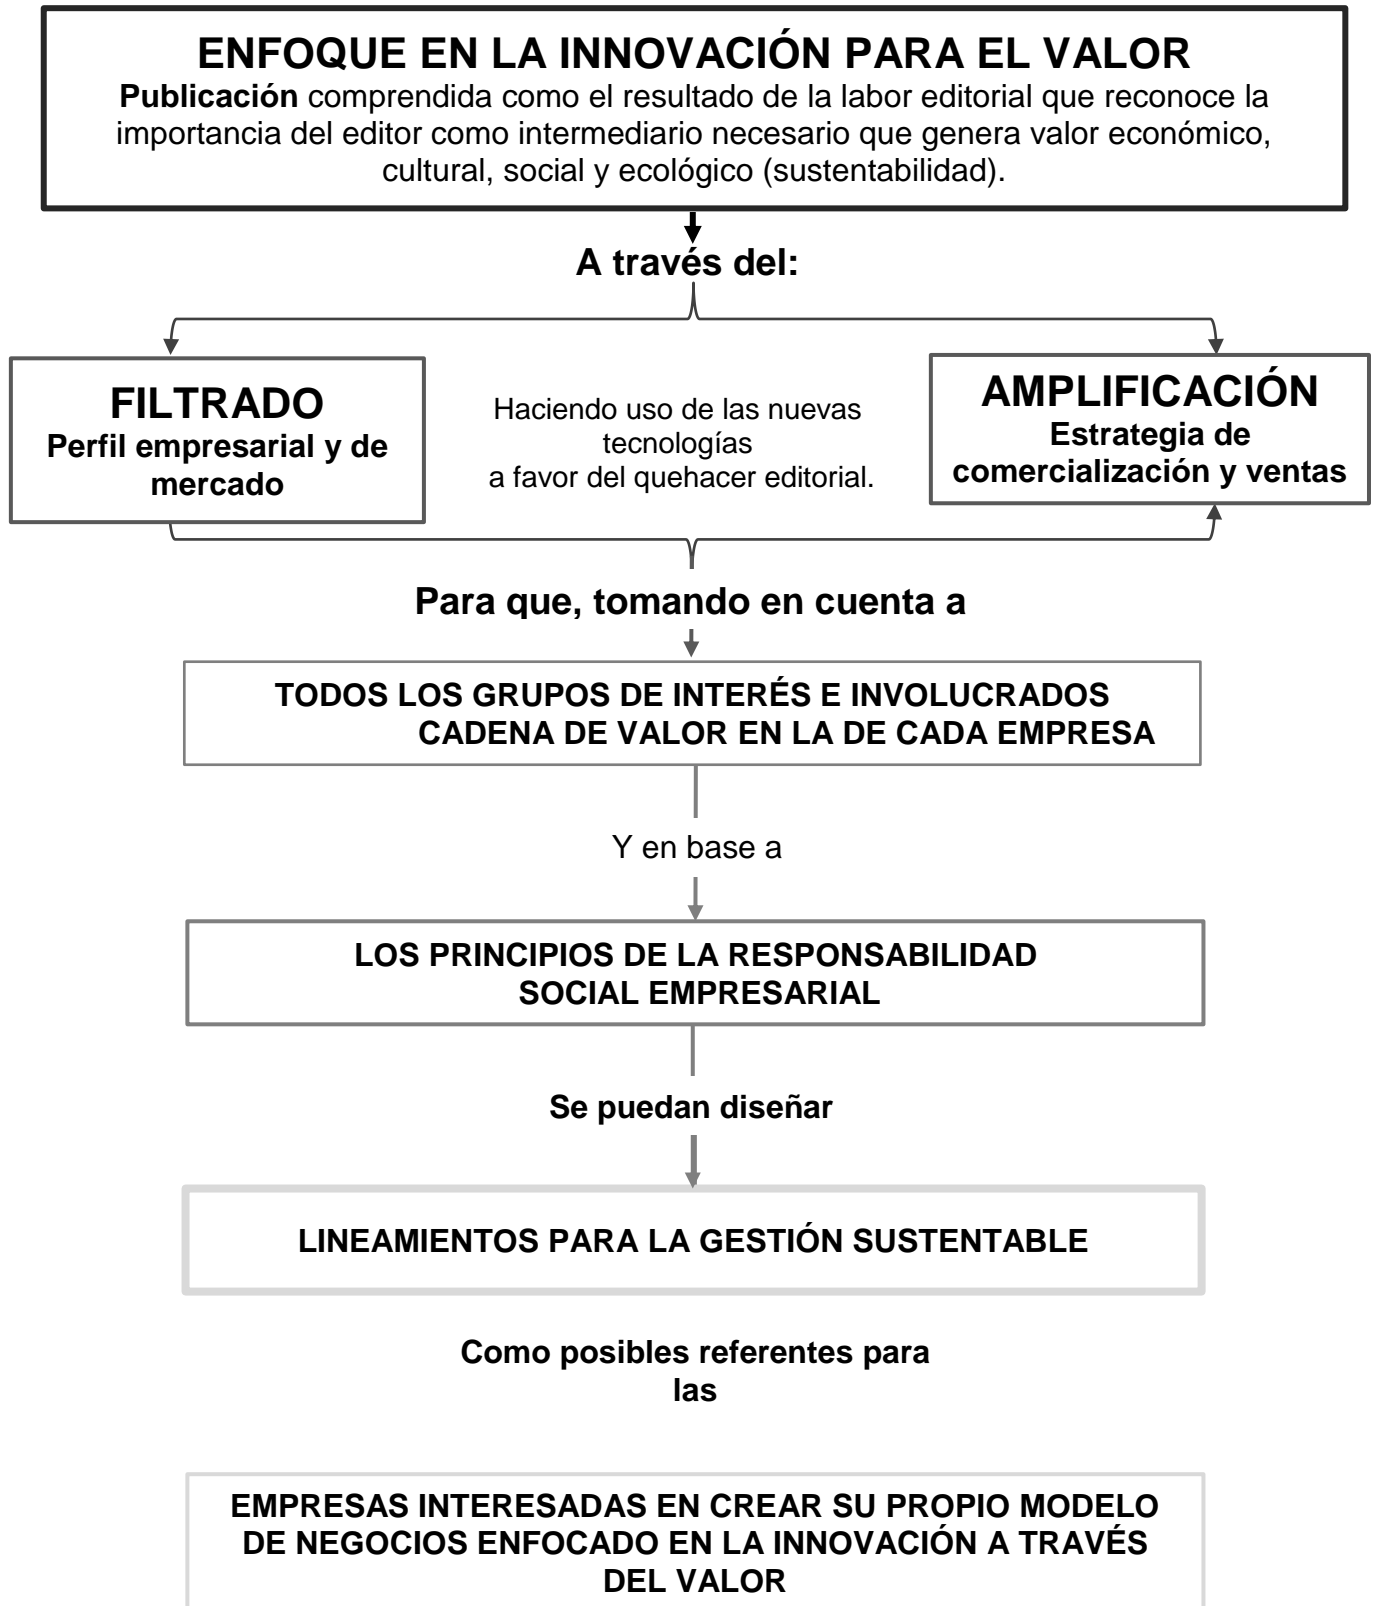 ENFOQUE EN LA INNOVACIÓN PARA EL VALOR
Publicación comprendida como el resultado de la labor editorial que reconoce la
importancia del editor como intermediario necesario que genera valor económico,
cultural, social y ecológico (sustentabilidad).
A través del:
FILTRADO
Perfil empresarial y de
mercado
Haciendo uso de las nuevas
tecnologías
a favor del quehacer editorial.
AMPLIFICACIÓN
Estrategia de
comercialización y ventas
Para que, tomando en cuenta a
TODOS LOS GRUPOS DE INTERÉS E INVOLUCRADOS
CADENA DE VALOR EN LA DE CADA EMPRESA
Y en base a
LOS PRINCIPIOS DE LA RESPONSABILIDAD
SOCIAL EMPRESARIAL
Se puedan diseñar
LINEAMIENTOS PARA LA GESTIÓN SUSTENTABLE
Como posibles referentes para
las
EMPRESAS INTERESADAS EN CREAR SU PROPIO MODELO
DE NEGOCIOS ENFOCADO EN LA INNOVACIÓN A TRAVÉS
DEL VALOR